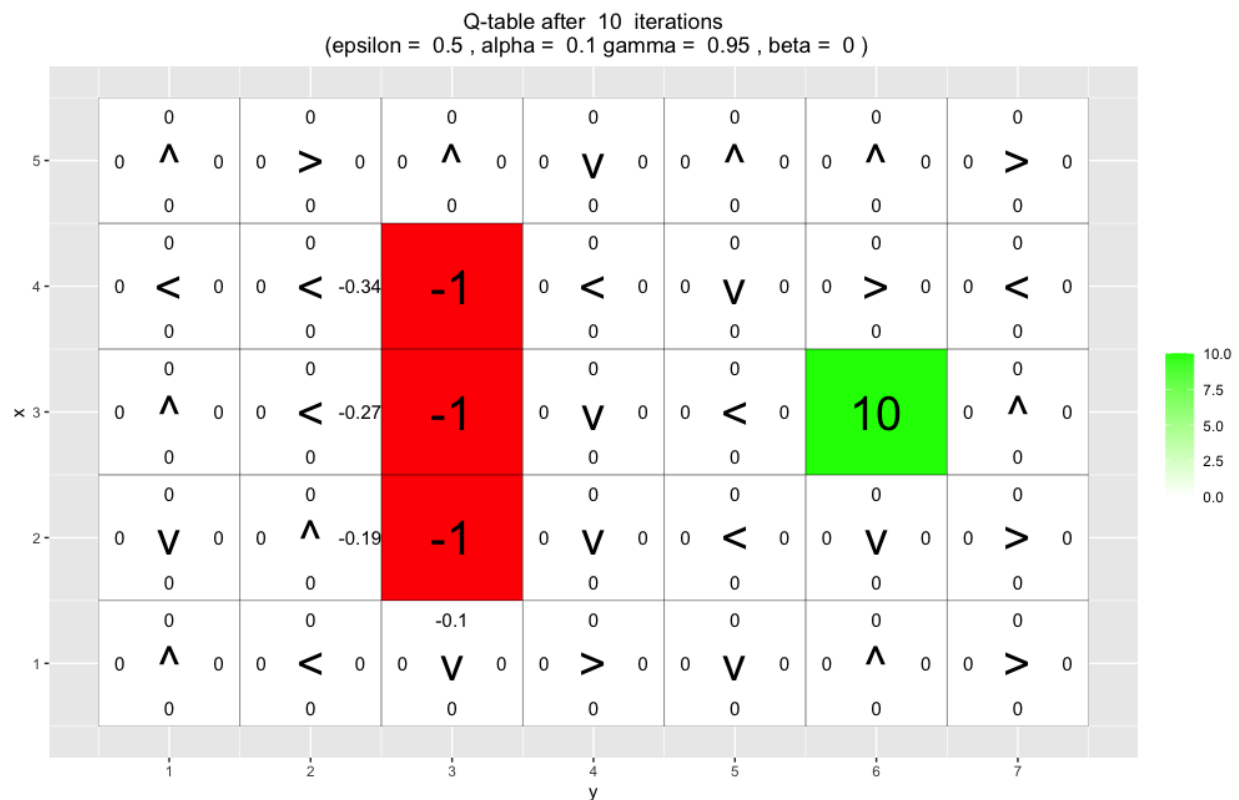 Q-table after  10  iterations
(epsilon =  0.5 , alpha =  0.1 gamma =  0.95 , beta =  0 )
0 0 0 0 0 0 0
5 0 ^ 0 0 > 0 0 ^ 0 0 v 0 0 ^ 0 0 ^ 0 0 > 0
0 0 0 0 0 0 0
0 0 0 0 0 0
4 0 < 0 0 < -0.34 -1 0 < 0 0 v 0 0 > 0 0 < 0
0 0 0 0 0 0
0 0 0 0 0
x 3 0 ^ 0 0 < -0.27 -1 0 v 0 0 < 0 10 0 ^ 0
0 0 0 0 0
0 0 0 0 0 0
2 0 v 0 0 ^ -0.19 -1 0 v 0 0 < 0 0 v 0 0 > 0
0 0 0 0 0 0
0 0 -0.1 0 0 0 0
1 0 ^ 0 0 < 0 0 v 0 0 > 0 0 v 0 0 ^ 0 0 > 0
0 0 0 0 0 0 0
1 2 3 4 5 6 7
y
10.0
7.5
5.0
2.5
0.0